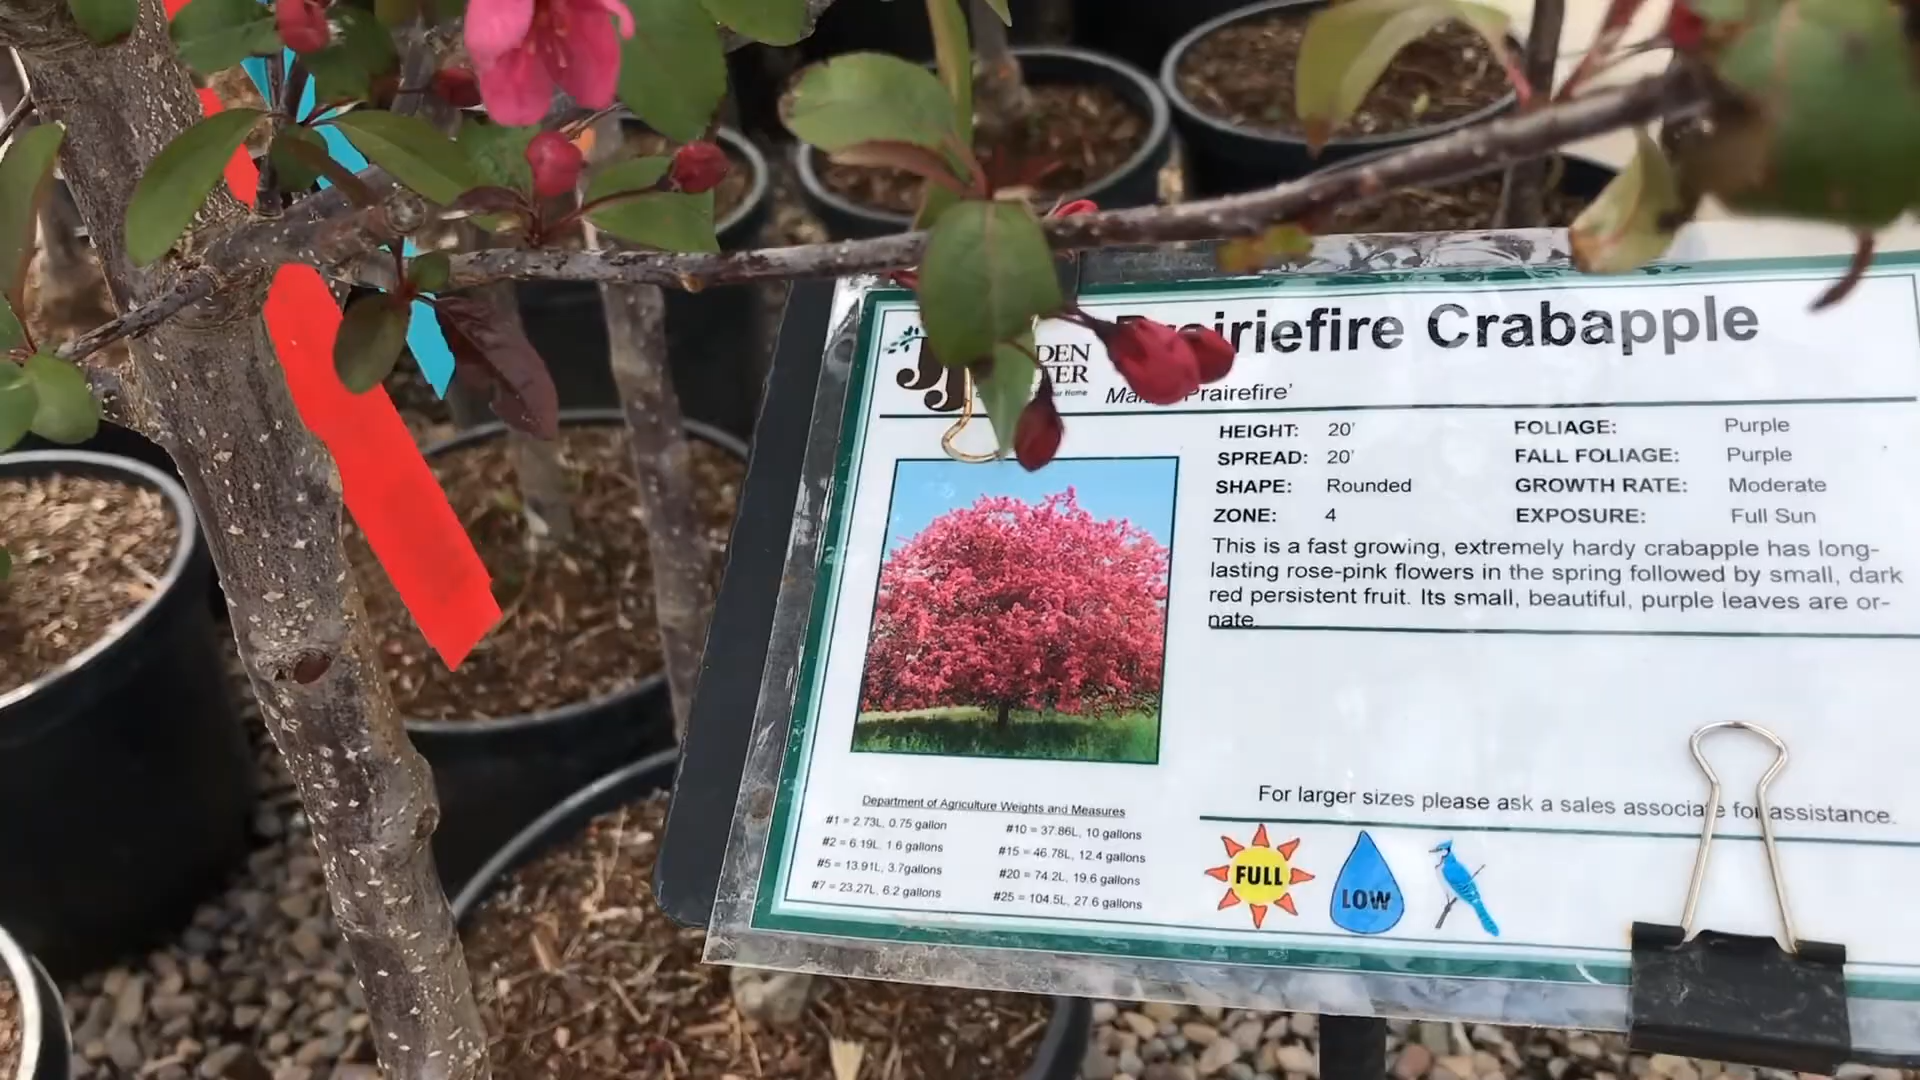 Prairiefire Crabapple
DEN
TER
Prairefire'
HEIGHT: 20' FOLIAGE: Purple
SPREAD: 20' FALL FOLIAGE: Purple
SHAPE: Rounded GROWTH RATE: Moderate
ZONE: 4 EXPOSURE: Full Sun
This is a fast growing, extremely hardy crabapple has long-
lasting rose-pink flowers in the spring followed by small, dark
red persistent fruit. Its small, beautiful, purple leaves are or-
nate.
For larger sizes please ask a sales associate for assistance.
Department of Agriculture Weights and Measures
#1 = 2.73L, 0.75 gallon #10 = 37.86L, 10 gallons
#2 = 6.19L, 1.6 gallons #15 = 46.78L, 12.4 gallons
#5 = 13.91L, 3.7gallons #20 = 74.2L, 19.6 gallons
#7 = 23.27L, 6.2 gallons #25 = 104.5L, 27.6 gallons
FULL LOW